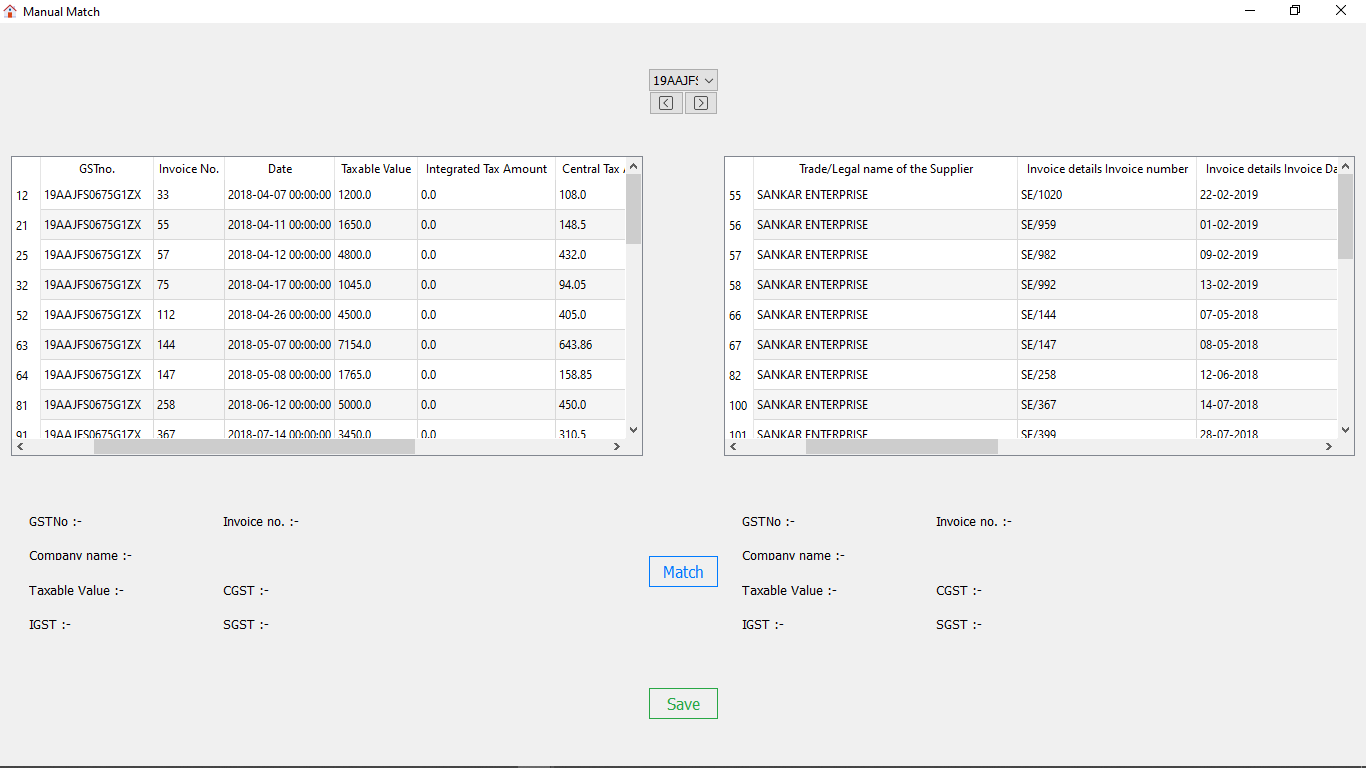 Manual Match
19AAJFS
GSTno. Invoice No. Date Taxable Value Integrated Tax Amount Central Tax
12 19AAJFS0675G1ZX 33 2018-04-07 00:00:00 1200.0 0.0 108.0
21 19AAJFS0675G1ZX 55 2018-04-11 00:00:00 1650.0 0.0 148.5
25 19AAJFS0675G1ZX 57 2018-04-12 00:00:00 4800.0 0.0 432.0
32 19AAJFS0675G1ZX 75 2018-04-17 00:00:00 1045.0 0.0 94.05
52 19AAJFS0675G1ZX 112 2018-04-26 00:00:00 4500.0 0.0 405.0
63 19AAJFS0675G1ZX 144 2018-05-07 00:00:00 7154.0 0.0 643.86
64 19AAJFS0675G1ZX 147 2018-05-08 00:00:00 1765.0 0.0 158.85
81 19AAJFS0675G1ZX 258 2018-06-12 00:00:00 5000.0 0.0 450.0
91 19AAJFS0675G1ZX 367 2018-07-14 00:00:00 3450.0 0.0 310.5
Trade/Legal name of the Supplier Invoice details Invoice number Invoice details Invoice Da
55 SANKAR ENTERPRISE SE/1020 22-02-2019
56 SANKAR ENTERPRISE SE/959 01-02-2019
57 SANKAR ENTERPRISE SE/982 09-02-2019
58 SANKAR ENTERPRISE SE/992 13-02-2019
66 SANKAR ENTERPRISE SE/144 07-05-2018
67 SANKAR ENTERPRISE SE/147 08-05-2018
82 SANKAR ENTERPRISE SE/258 12-06-2018
100 SANKAR ENTERPRISE SE/367 14-07-2018
101 SANKAR ENTERPRISE SE/399 28-07-2018
GSTNo :- Invoice no. :-
Company name :-
Taxable Value :- CGST :-
IGST :- SGST :-
Match
Save
GSTNo :- Invoice no. :-
Company name :-
Taxable Value :- CGST :-
IGST :- SGST :-